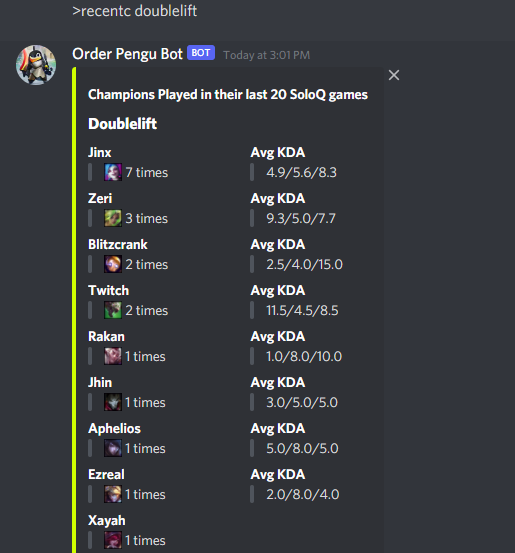 >recentc doublelift
Order Pengu Bot BOT Today at 3:01 PM
Champions Played in their last 20 SoloQ games
Doublelift
Jinx Avg KDA
7 times 4.9/5.6/8.3
Zeri Avg KDA
3 times 9.3/5.0/7.7
Blitzcrank Avg KDA
2 times 2.5/4.0/15.0
Twitch Avg KDA
2 times 11.5/4.5/8.5
Rakan Avg KDA
1 times 1.0/8.0/10.0
Jhin Avg KDA
1 times 3.0/5.0/5.0
Aphelios Avg KDA
1 times 5.0/8.0/5.0
Ezreal Avg KDA
1 times 2.0/8.0/4.0
Xayah
1 times